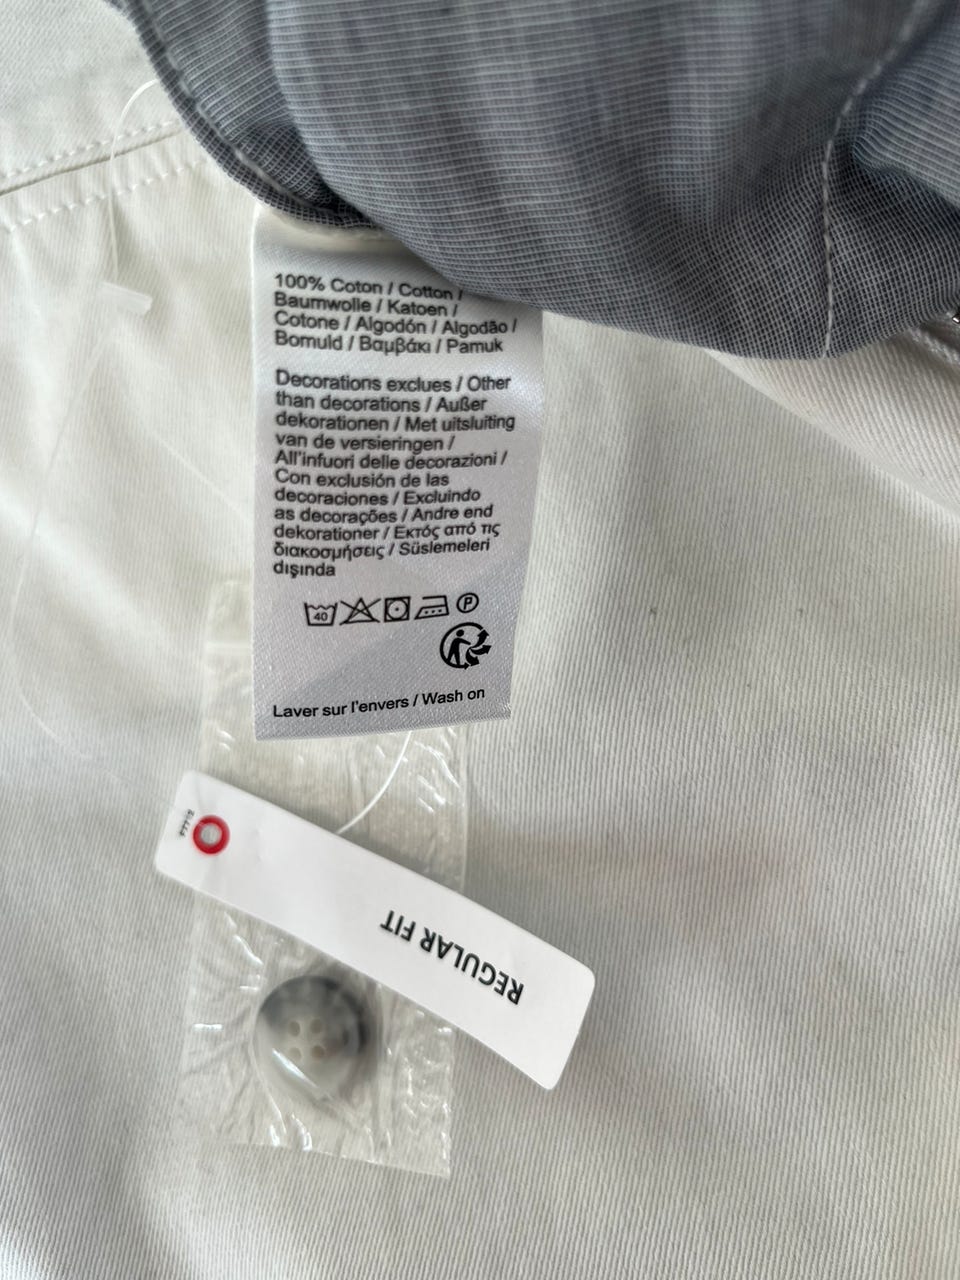 100% Coton / Cotton /
Baumwolle / Katoen /
Cotone / Algodón / Algodão /
Bomuld / Βαμβάκι / Pamuk
Decorations exclues / Other
than decorations / Außer
dekorationen / Met uitsluiting
van de versieringen /
All'infuori delle decorazioni /
Con exclusión de las
decoraciones / Excluindo
as decorações / Andre end
dekorationer / Εκτός από τις
διακοσμήσεις / Süslemeleri
dışında
40
P
Laver sur l'envers / Wash on
REGULAR FIT